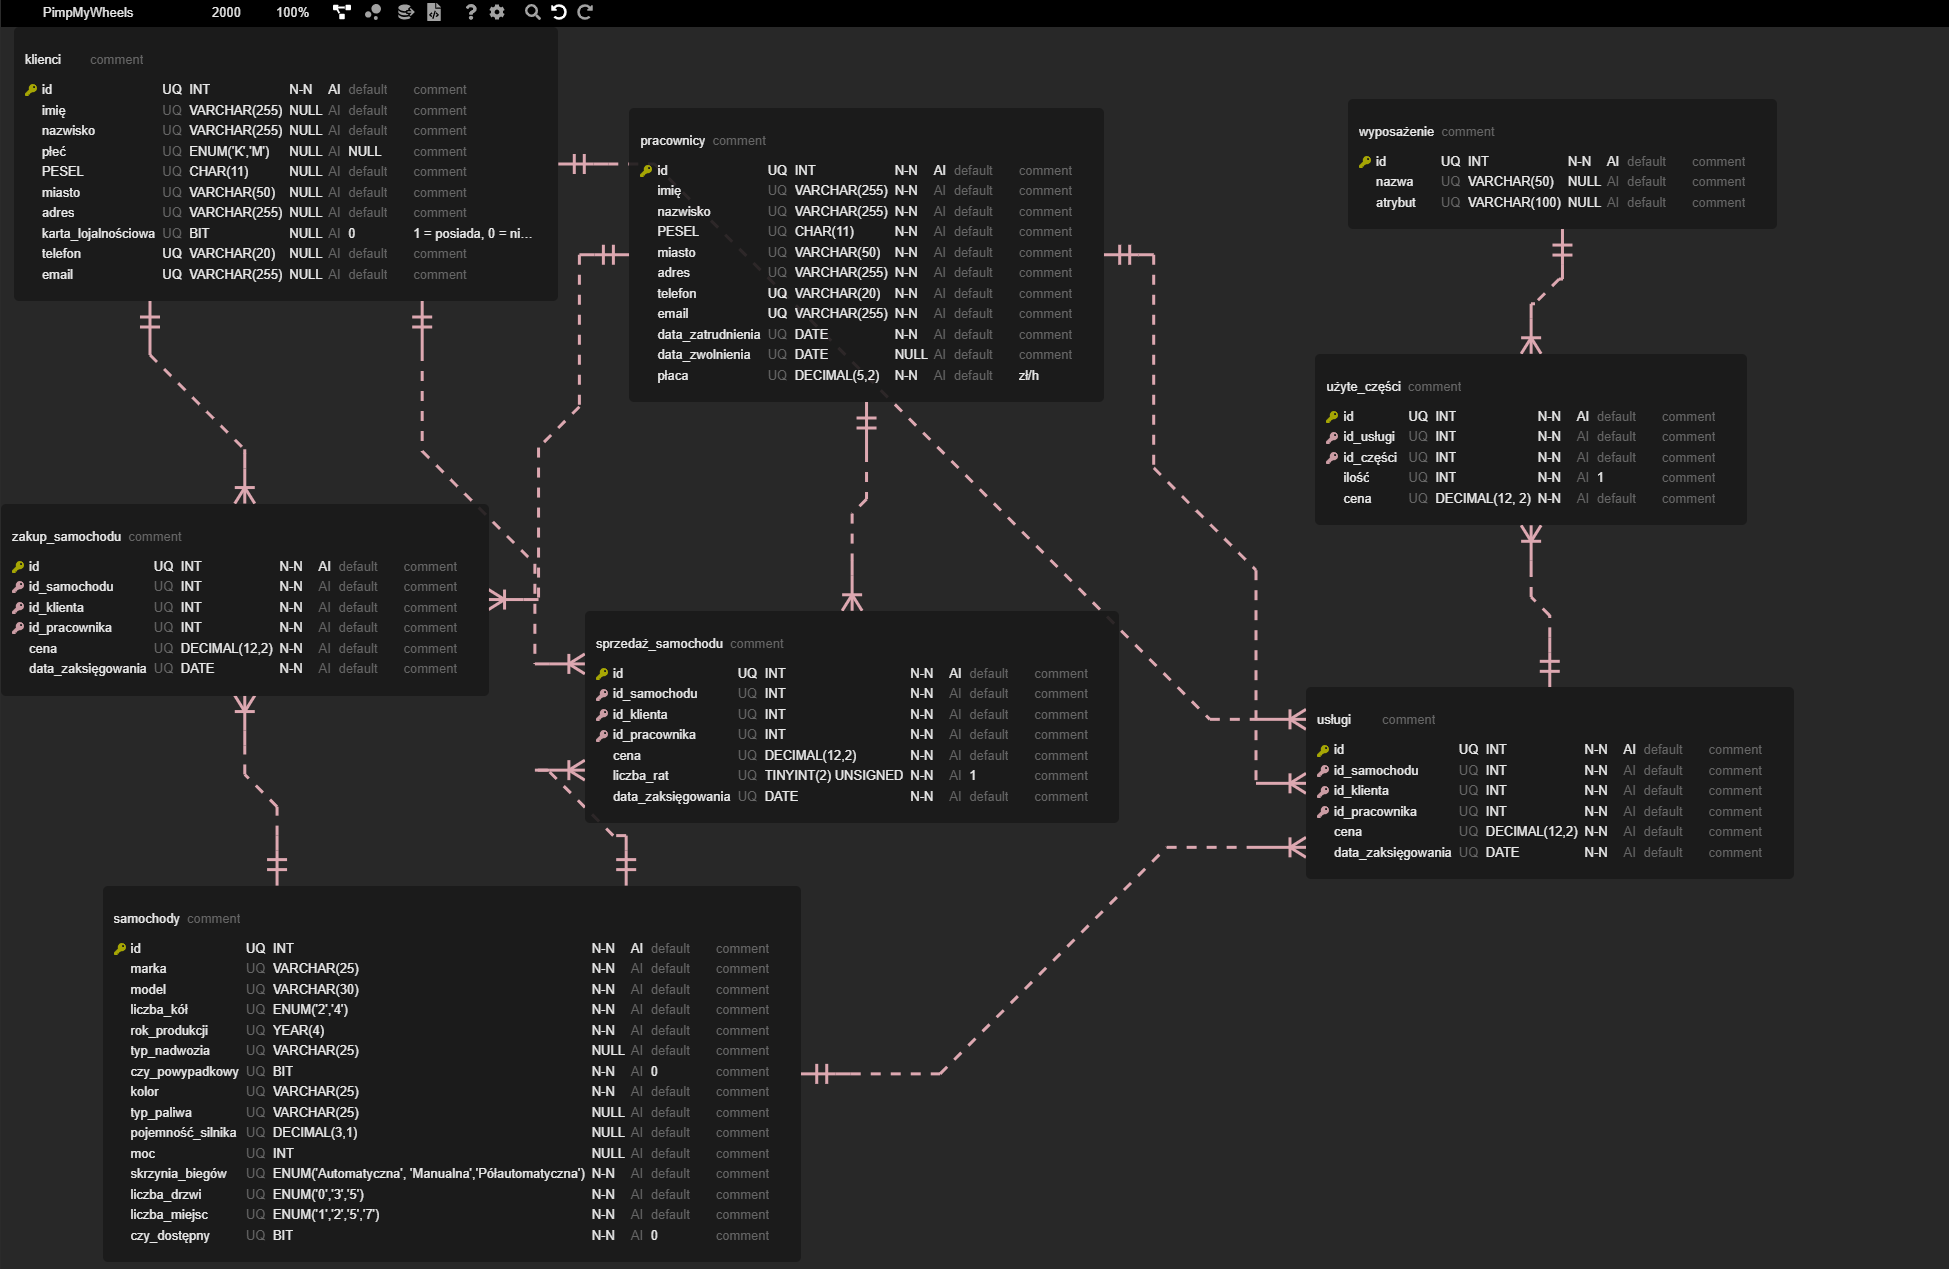 PimpMyWheels 2000 100%
klienci comment
id UQ INT N-N AI default comment
imię UQ VARCHAR(255) NULL AI default comment
nazwisko UQ VARCHAR(255) NULL AI default comment
płeć UQ ENUM('K','M') NULL AI NULL comment
PESEL UQ CHAR(11) NULL AI default comment
miasto UQ VARCHAR(50) NULL AI default comment
adres UQ VARCHAR(255) NULL AI default comment
karta_lojalnościowa UQ BIT NULL AI 0 1 = posiada, 0 = ni...
telefon UQ VARCHAR(20) NULL AI default comment
email UQ VARCHAR(255) NULL AI default comment
pracownicy comment
id UQ INT N-N AI default comment
imię UQ VARCHAR(255) N-N AI default comment
nazwisko UQ VARCHAR(255) N-N AI default comment
PESEL UQ CHAR(11) N-N AI default comment
miasto UQ VARCHAR(50) N-N AI default comment
adres UQ VARCHAR(255) N-N AI default comment
telefon UQ VARCHAR(20) N-N AI default comment
email UQ VARCHAR(255) N-N AI default comment
data_zatrudnienia UQ DATE N-N AI default comment
data_zwolnienia UQ DATE NULL AI default comment
płaca UQ DECIMAL(5,2) N-N AI default zł/h
wyposażenie comment
id UQ INT N-N AI default comment
nazwa UQ VARCHAR(50) NULL AI default comment
atrybut UQ VARCHAR(100) NULL AI default comment
użyte_części comment
id UQ INT N-N AI default comment
id_usługi UQ INT N-N AI default comment
id_części UQ INT N-N AI default comment
ilość UQ INT N-N AI 1 comment
cena UQ DECIMAL(12, 2) N-N AI default comment
zakup_samochodu comment
id UQ INT N-N AI default comment
id_samochodu UQ INT N-N AI default comment
id_klienta UQ INT N-N AI default comment
id_pracownika UQ INT N-N AI default comment
cena UQ DECIMAL(12,2) N-N AI default comment
data_zaksięgowania UQ DATE N-N AI default comment
sprzedaż_samochodu comment
id UQ INT N-N AI default comment
id_samochodu UQ INT N-N AI default comment
id_klienta UQ INT N-N AI default comment
id_pracownika UQ INT N-N AI default comment
cena UQ DECIMAL(12,2) N-N AI default comment
liczba_rat UQ TINYINT(2) UNSIGNED N-N AI 1 comment
data_zaksięgowania UQ DATE N-N AI default comment
usługi comment
id UQ INT N-N AI default comment
id_samochodu UQ INT N-N AI default comment
id_klienta UQ INT N-N AI default comment
id_pracownika UQ INT N-N AI default comment
cena UQ DECIMAL(12,2) N-N AI default comment
data_zaksięgowania UQ DATE N-N AI default comment
samochody comment
id UQ INT N-N AI default comment
marka UQ VARCHAR(25) N-N AI default comment
model UQ VARCHAR(30) N-N AI default comment
liczba_kół UQ ENUM('2','4') N-N AI default comment
rok_produkcji UQ YEAR(4) N-N AI default comment
typ_nadwozia UQ VARCHAR(25) NULL AI default comment
czy_powypadkowy UQ BIT N-N AI 0 comment
kolor UQ VARCHAR(25) N-N AI default comment
typ_paliwa UQ VARCHAR(25) NULL AI default comment
pojemność_silnika UQ DECIMAL(3,1) NULL AI default comment
moc UQ INT NULL AI default comment
skrzynia_biegów UQ ENUM('Automatyczna', 'Manualna','Półautomatyczna') N-N AI default comment
liczba_drzwi UQ ENUM('0','3','5') N-N AI default comment
liczba_miejsc UQ ENUM('1','2','5','7') N-N AI default comment
czy_dostępny UQ BIT N-N AI 0 comment